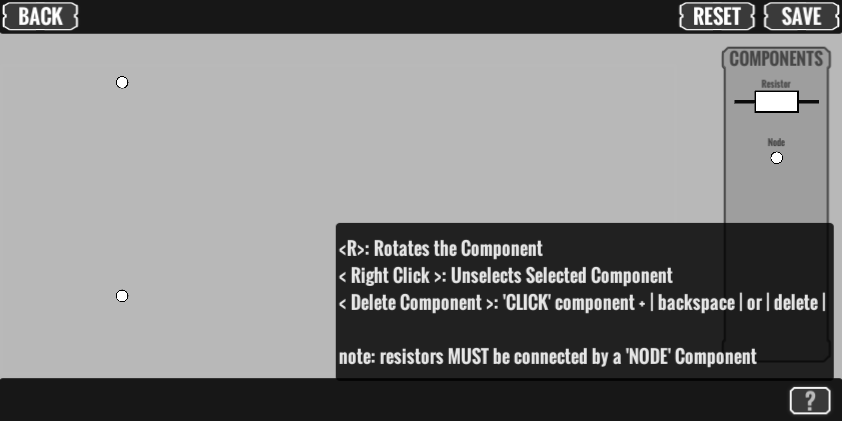 BACK
RESET
SAVE
COMPONENTS
Resistor
Node
<R>: Rotates the Component
< Right Click >: Unselects Selected Component
< Delete Component >: 'CLICK' component + | backspace | or | delete |
note: resistors MUST be connected by a 'NODE' Component
?